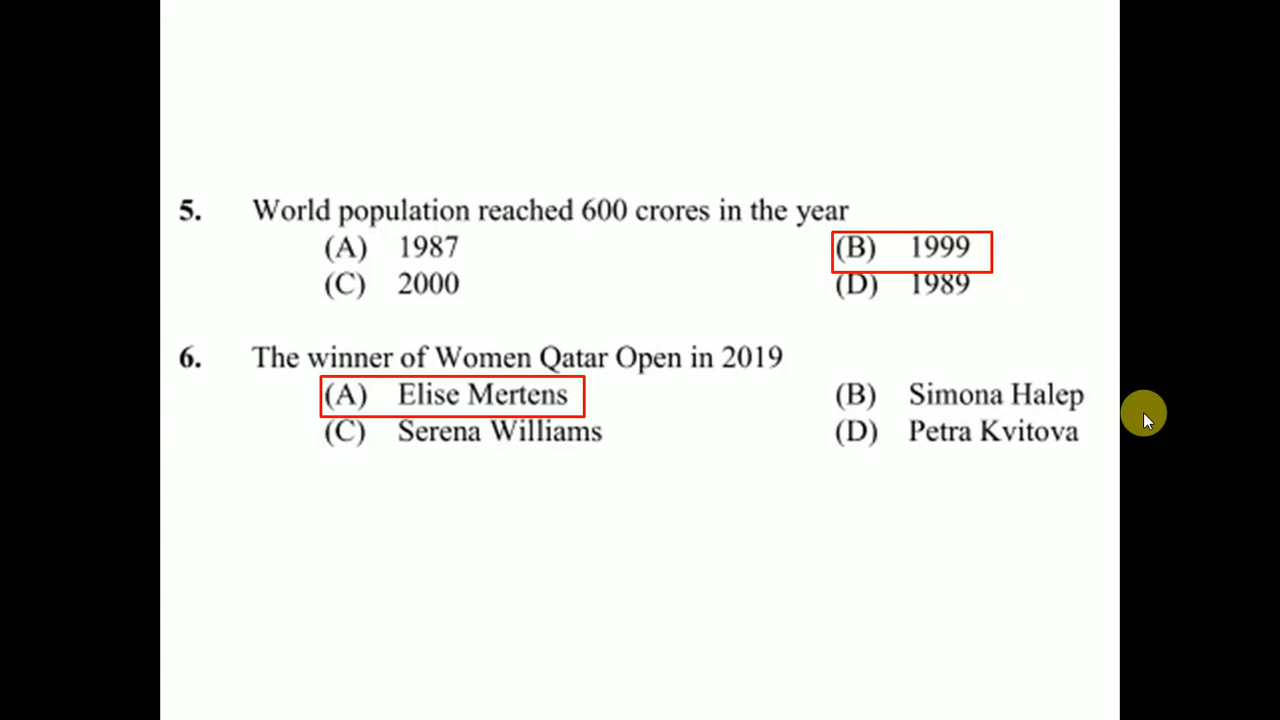 5. World population reached 600 crores in the year
(A) 1987 (B) 1999
(C) 2000 (D) 1989
6. The winner of Women Qatar Open in 2019
(A) Elise Mertens (B) Simona Halep
(C) Serena Williams (D) Petra Kvitova